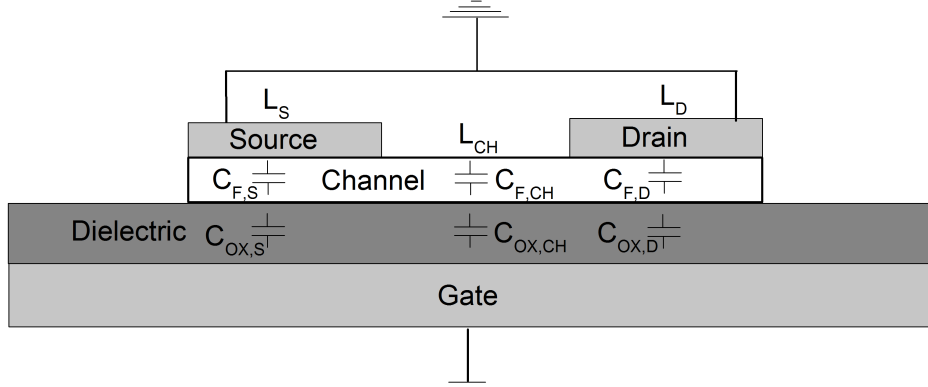 L_S
L_D
Source
L_CH
Drain
C_F,S Channel C_F,CH C_F,D
Dielectric C_OX,S C_OX,CH C_OX,D
Gate